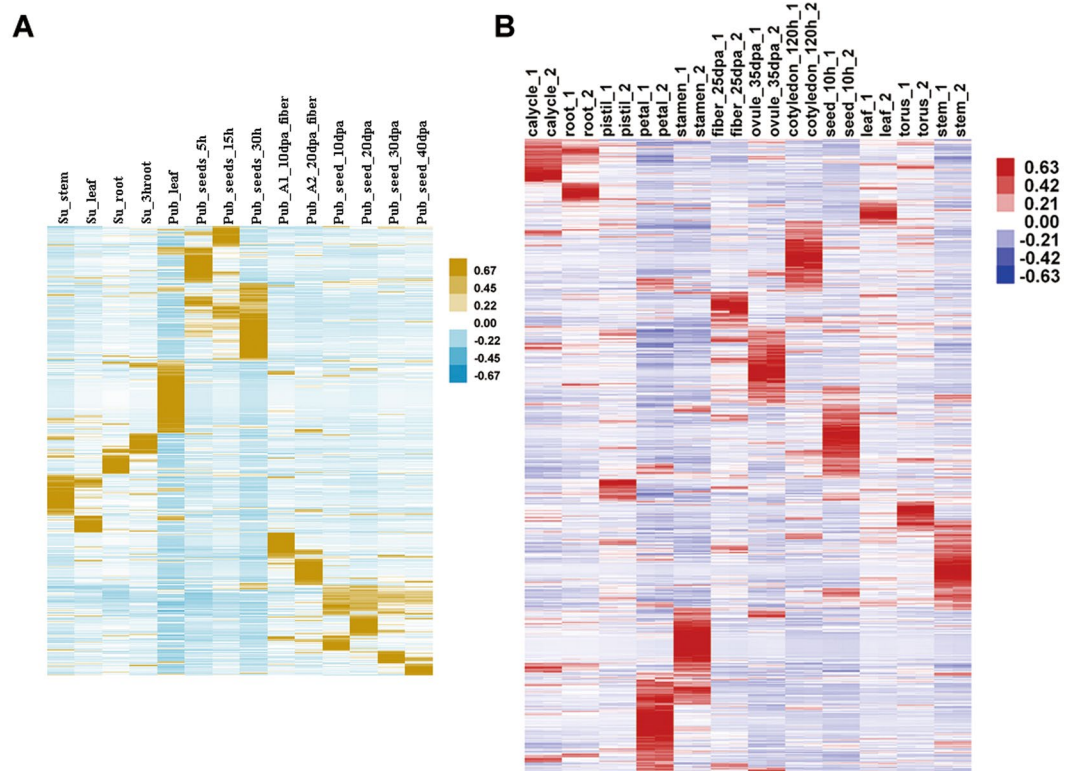 A
B
Su_stem
Su_leaf
Su_root
Su_3hroot
Pub_leaf
Pub_seeds_5h
Pub_seeds_15h
Pub_seeds_30h
Pub_A1_10dpa_fiber
Pub_A2_20dpa_fiber
Pub_seed_10dpa
Pub_seed_20dpa
Pub_seed_30dpa
Pub_seed_40dpa
0.67
0.45
0.22
0.00
-0.22
-0.45
-0.67
calycle_1
calycle_2
root_1
root_2
pistil_1
pistil_2
petal_1
petal_2
stamen_1
stamen_2
fiber_25dpa_1
fiber_25dpa_2
ovule_35dpa_1
ovule_35dpa_2
cotyledon_120h_1
cotyledon_120h_2
seed_10h_1
seed_10h_2
leaf_1
leaf_2
torus_1
torus_2
stem_1
stem_2
0.63
0.42
0.21
0.00
-0.21
-0.42
-0.63